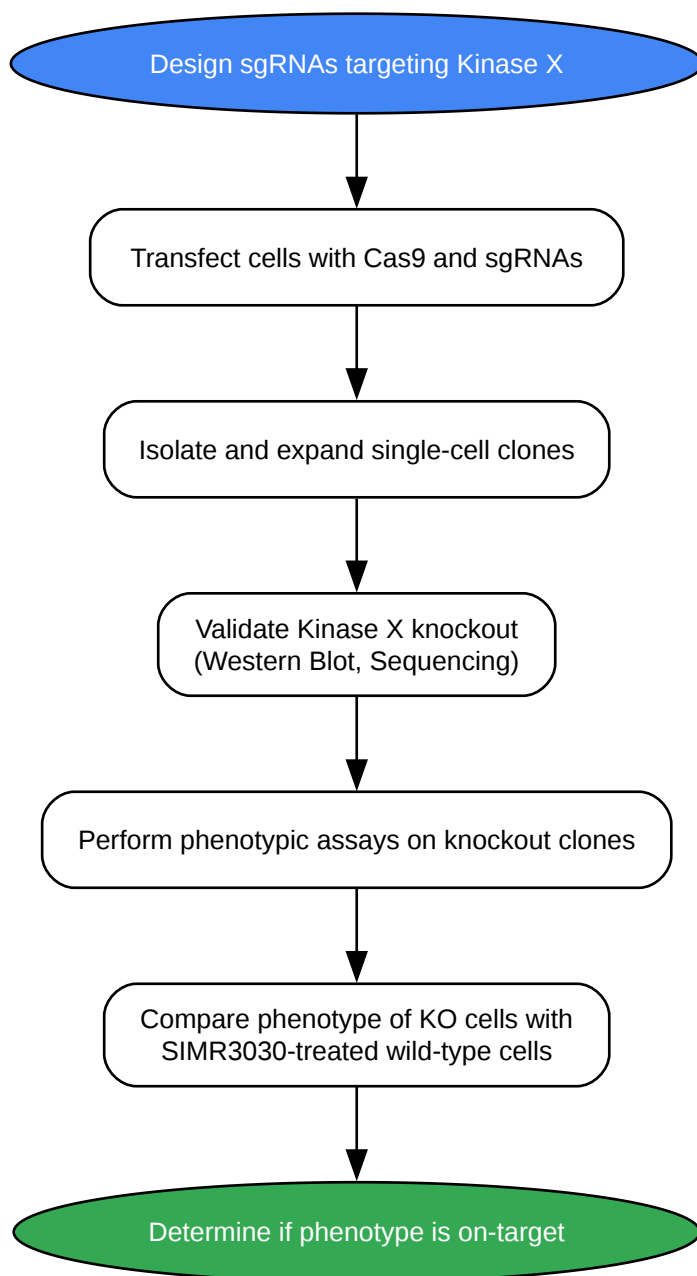 Design sgRNAs targeting Kinase X
Transfect cells with Cas9 and sgRNAs
Isolate and expand single-cell clones
Validate Kinase X knockout
(Western Blot, Sequencing)
Perform phenotypic assays on knockout clones
Compare phenotype of KO cells with
SIMR3030-treated wild-type cells
Determine if phenotype is on-target